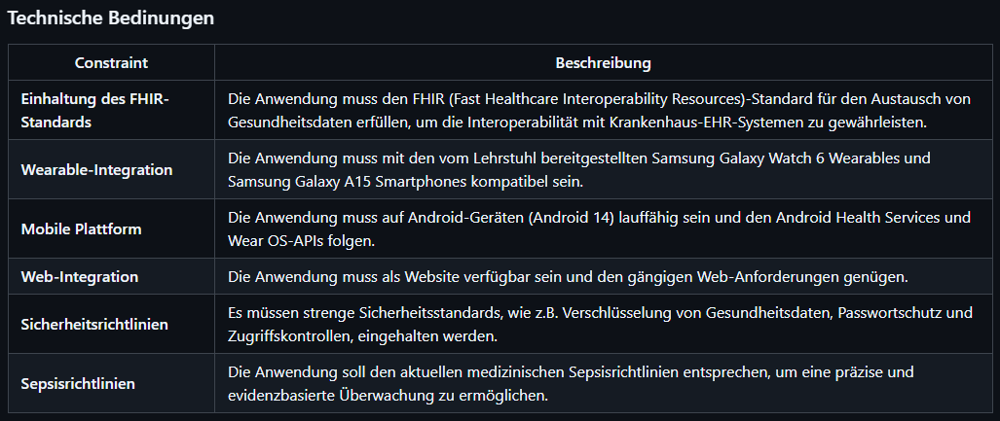 Technische Bedinungen
Constraint
Beschreibung
Einhaltung des FHIR-
Standards
Die Anwendung muss den FHIR (Fast Healthcare Interoperability Resources)-Standard für den Austausch von
Gesundheitsdaten erfüllen, um die Interoperabilität mit Krankenhaus-EHR-Systemen zu gewährleisten.
Wearable-Integration
Die Anwendung muss mit den vom Lehrstuhl bereitgestellten Samsung Galaxy Watch 6 Wearables und
Samsung Galaxy A15 Smartphones kompatibel sein.
Mobile Plattform
Die Anwendung muss auf Android-Geräten (Android 14) lauffähig sein und den Android Health Services und
Wear OS-APIs folgen.
Web-Integration
Die Anwendung muss als Website verfügbar sein und den gängigen Web-Anforderungen genügen.
Sicherheitsrichtlinien
Es müssen strenge Sicherheitsstandards, wie z.B. Verschlüsselung von Gesundheitsdaten, Passwortschutz und
Zugriffskontrollen, eingehalten werden.
Sepsisrichtlinien
Die Anwendung soll den aktuellen medizinischen Sepsisrichtlinien entsprechen, um eine präzise und
evidenzbasierte Überwachung zu ermöglichen.